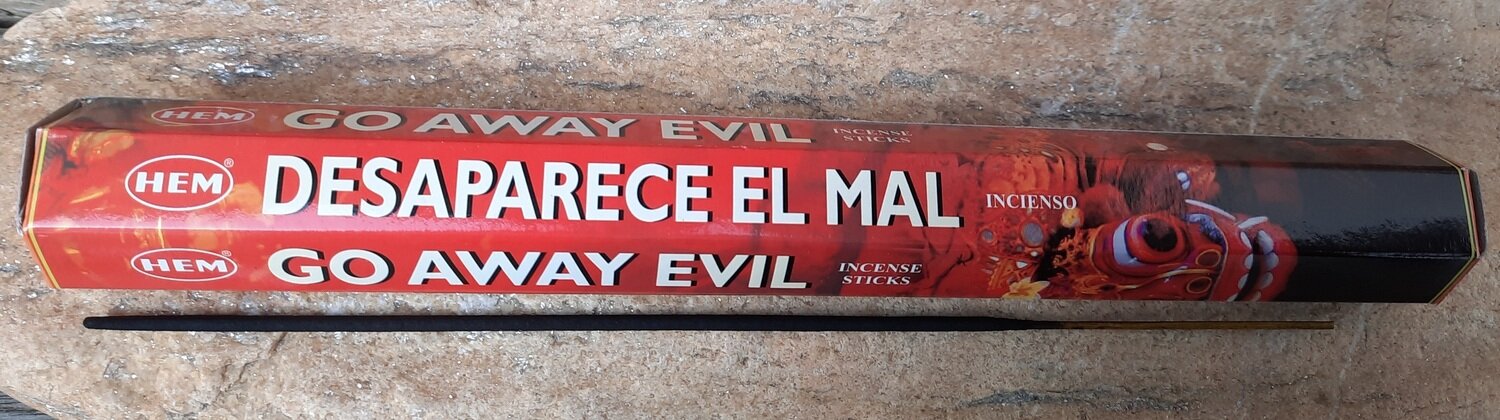 HEM GO AWAY EVIL INCENSE
STICKS
HEM® DESAPARECE EL MAL INCIENSO
HEM GO AWAY EVIL INCENSE
STICKS